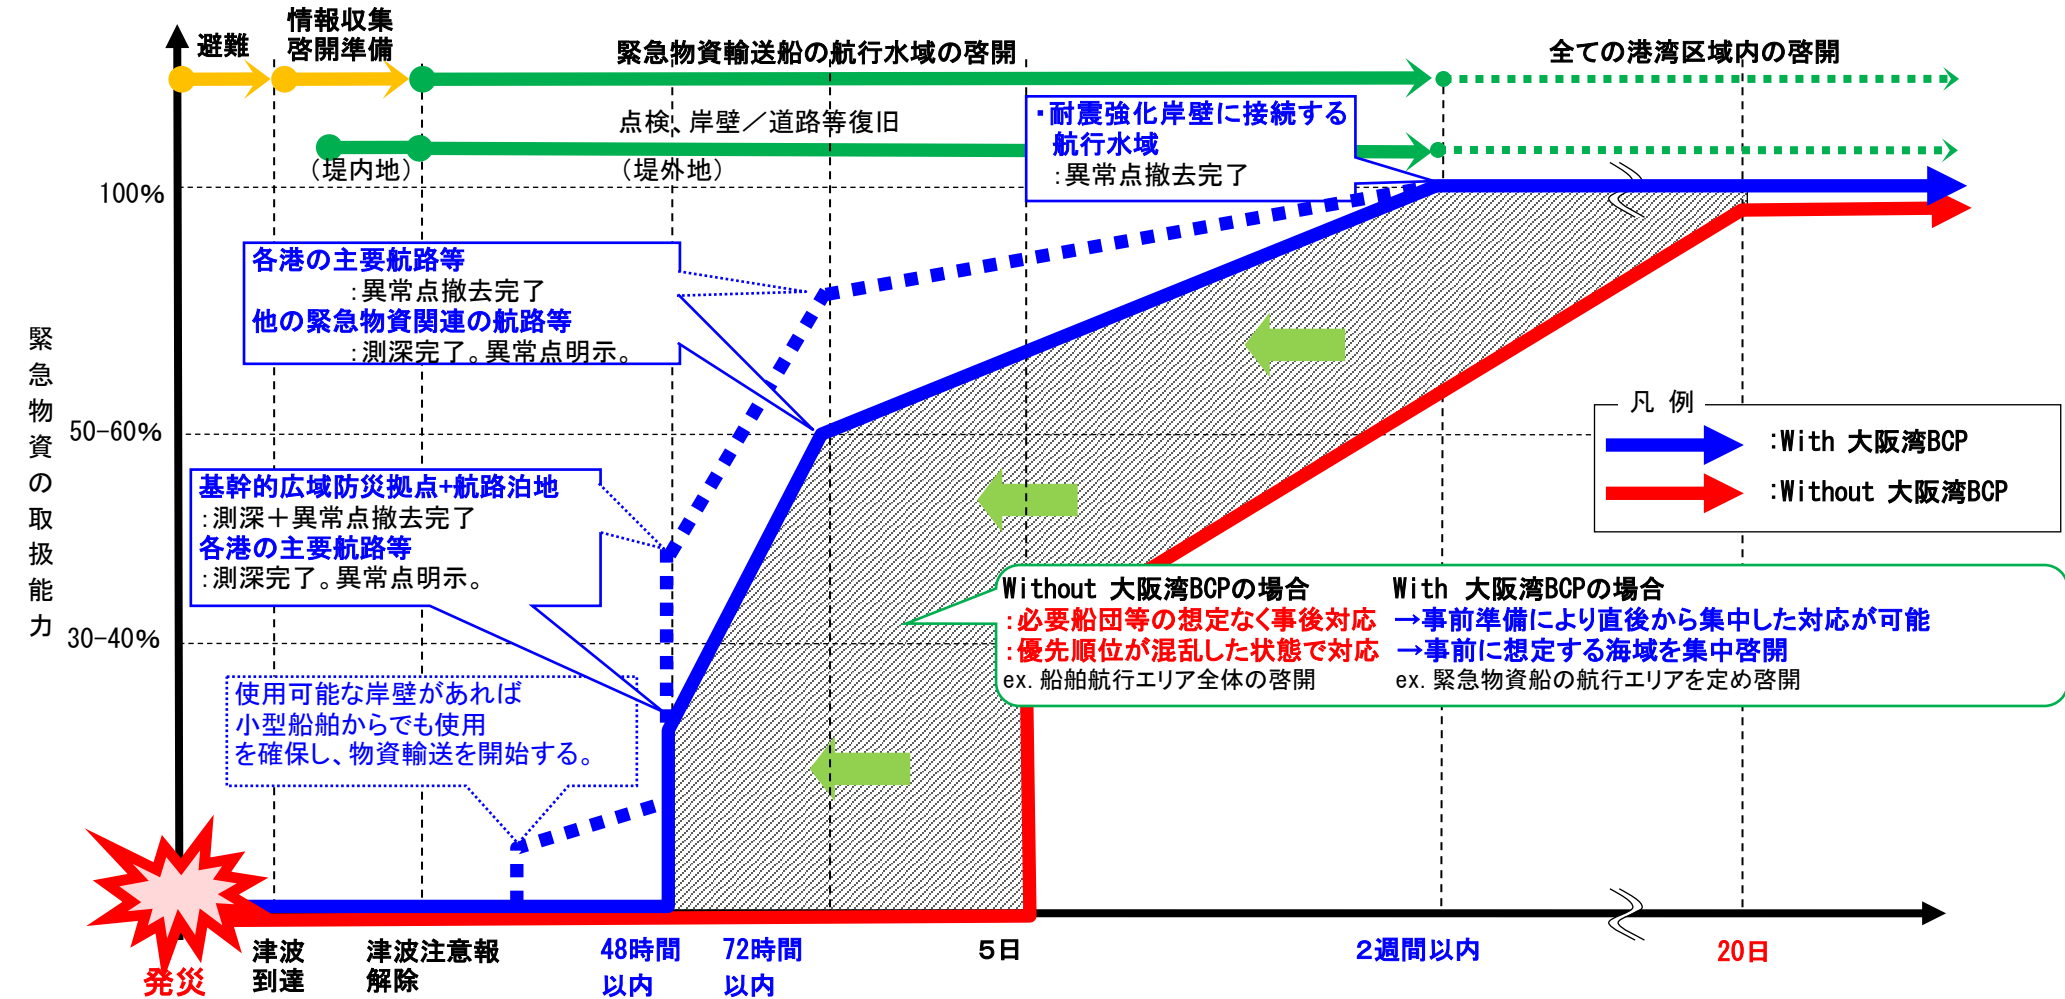 避難
情報収集
啓開準備
緊急物資輸送船の航行水域の啓開
全ての港湾区域内の啓開
点検、岸壁／道路等復旧
（堤内地）
（堤外地）
・耐震強化岸壁に接続する
航行水域
：異常点撤去完了
100%
各港の主要航路等
：異常点撤去完了
他の緊急物資関連の航路等
：測深完了。異常点明示。
緊急物資の取扱能力
50-60%
凡 例
：With 大阪湾BCP
：Without 大阪湾BCP
基幹的広域防災拠点+航路泊地
：測深＋異常点撤去完了
各港の主要航路等
：測深完了。異常点明示。
30-40%
Without 大阪湾BCPの場合
：必要船団等の想定なく事後対応
：優先順位が混乱した状態で対応
ex. 船舶航行エリア全体の啓開
With 大阪湾BCPの場合
→事前準備により直後から集中した対応が可能
→事前に想定する海域を集中啓開
ex. 緊急物資船の航行エリアを定め啓開
使用可能な岸壁があれば
小型船舶からでも使用
を確保し、物資輸送を開始する。
発災
津波
到達
津波注意報
解除
48時間
以内
72時間
以内
５日
２週間以内
20日